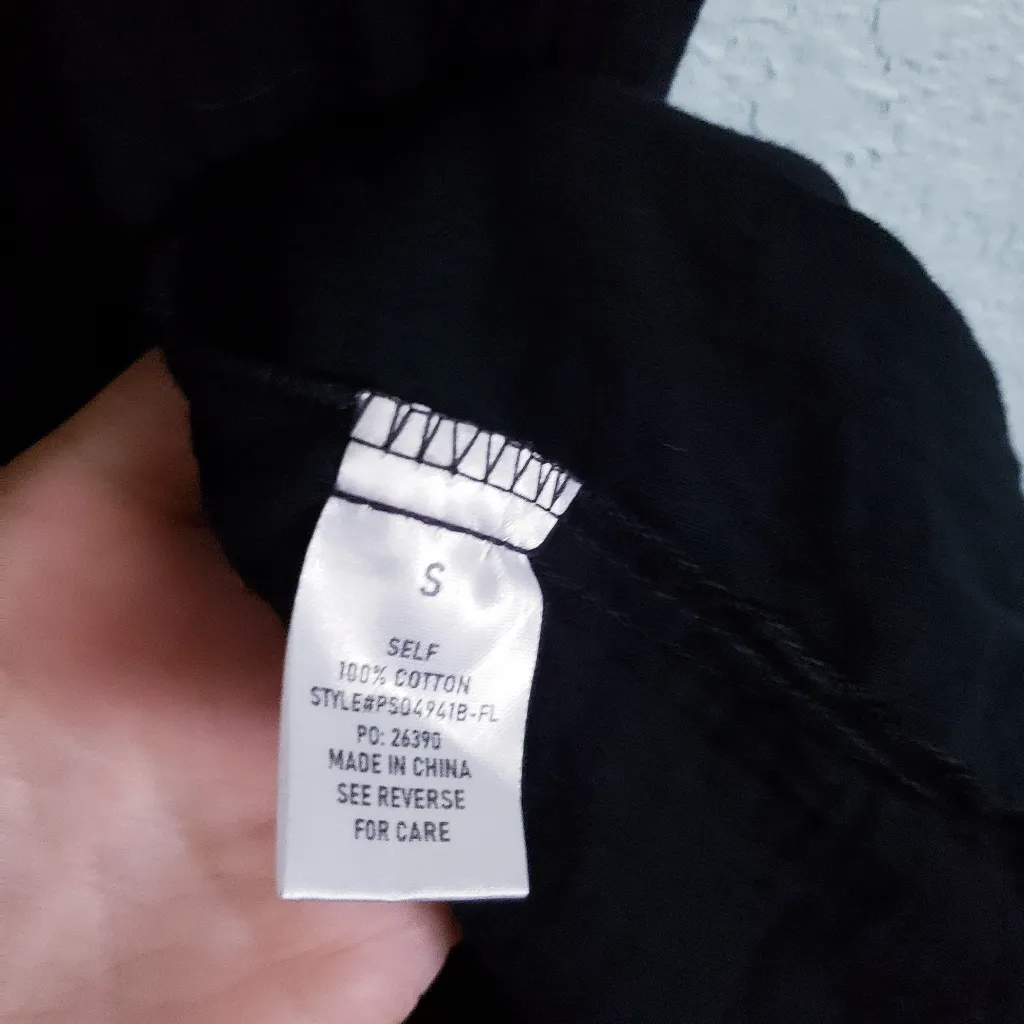 S
SELF
100% COTTON
STYLE#PS04941B-FL
PO: 26390
MADE IN CHINA
SEE REVERSE
FOR CARE